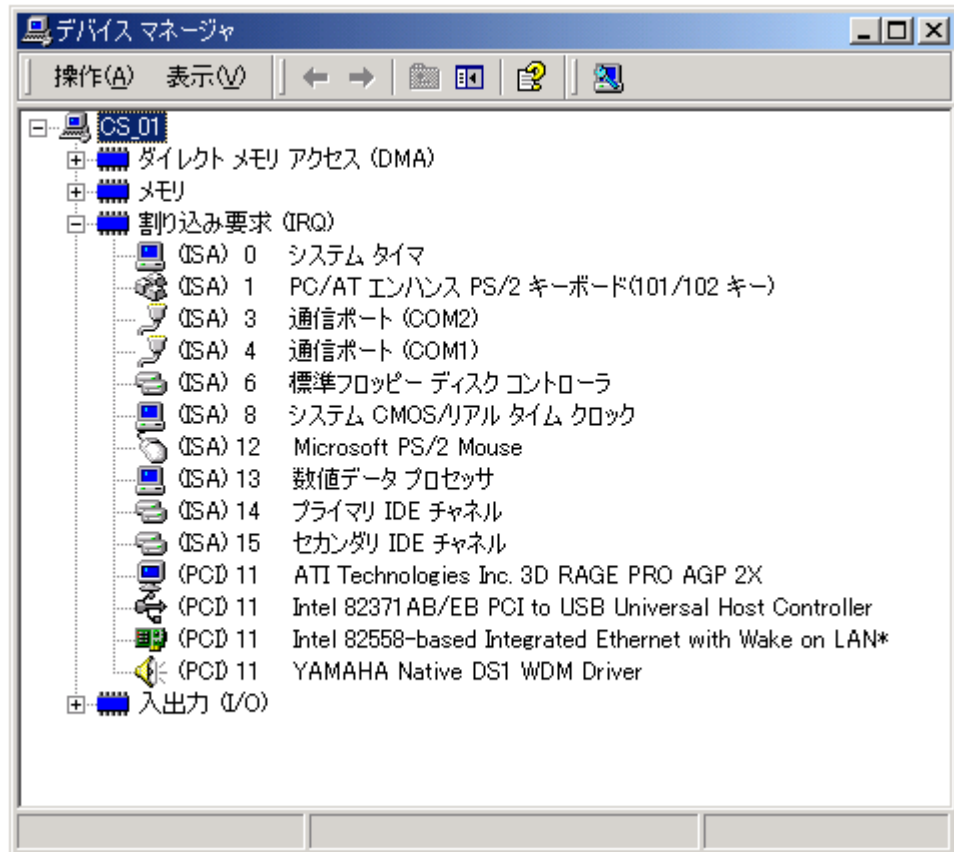 デバイス マネージャ
操作(A) 表示(V)
CS_01
ダイレクト メモリ アクセス (DMA)
メモリ
割り込み要求 (IRQ)
(ISA) 0 システム タイマ
(ISA) 1 PC/AT エンハンス PS/2 キーボード(101/102 キー)
(ISA) 3 通信ポート (COM2)
(ISA) 4 通信ポート (COM1)
(ISA) 6 標準フロッピー ディスク コントローラ
(ISA) 8 システム CMOS/リアル タイム クロック
(ISA) 12 Microsoft PS/2 Mouse
(ISA) 13 数値データ プロセッサ
(ISA) 14 プライマリ IDE チャネル
(ISA) 15 セカンダリ IDE チャネル
(PCI) 11 ATI Technologies Inc. 3D RAGE PRO AGP 2X
(PCI) 11 Intel 82371AB/EB PCI to USB Universal Host Controller
(PCI) 11 Intel 82558-based Integrated Ethernet with Wake on LAN*
(PCI) 11 YAMAHA Native DS1 WDM Driver
入出力 (I/O)